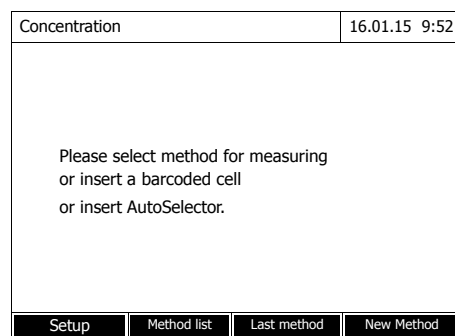 Concentration 16.01.15 9:52
Please select method for measuring
or insert a barcoded cell
or insert AutoSelector.
Setup Method list Last method New Method